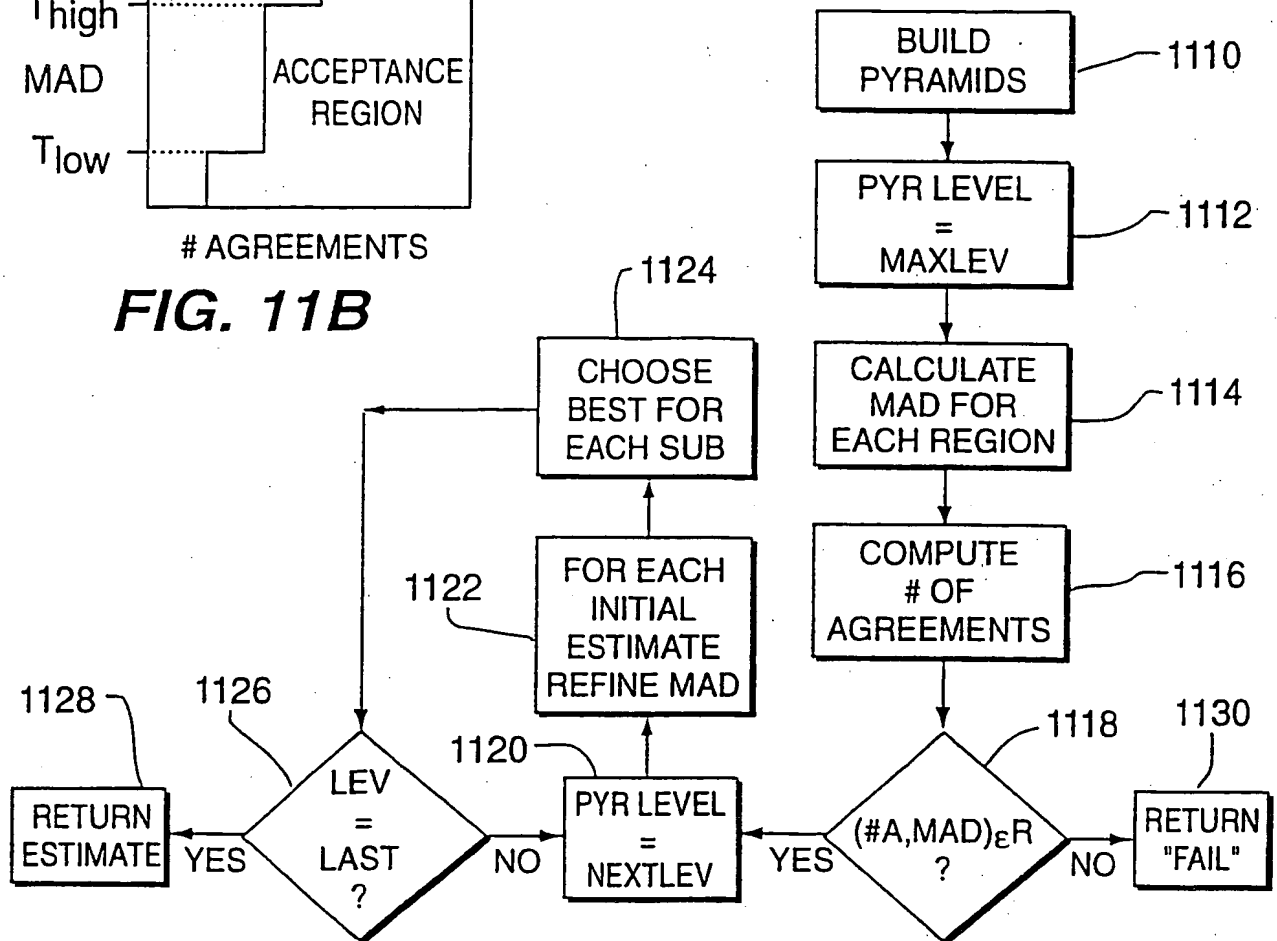 Thigh
MAD
ACCEPTANCE
REGION
Tlow
# AGREEMENTS
FIG. 11B
BUILD
PYRAMIDS
1110
PYR LEVEL
=
MAXLEV
1112
CALCULATE
MAD FOR
EACH REGION
1114
COMPUTE
# OF
AGREEMENTS
1116
(#A,MAD)εR
?
1118
YES
NO
RETURN
"FAIL"
1130
PYR LEVEL
=
NEXTLEV
1120
FOR EACH
INITIAL
ESTIMATE
REFINE MAD
1122
CHOOSE
BEST FOR
EACH SUB
1124
LEV
=
LAST
?
1126
YES
NO
RETURN
ESTIMATE
1128